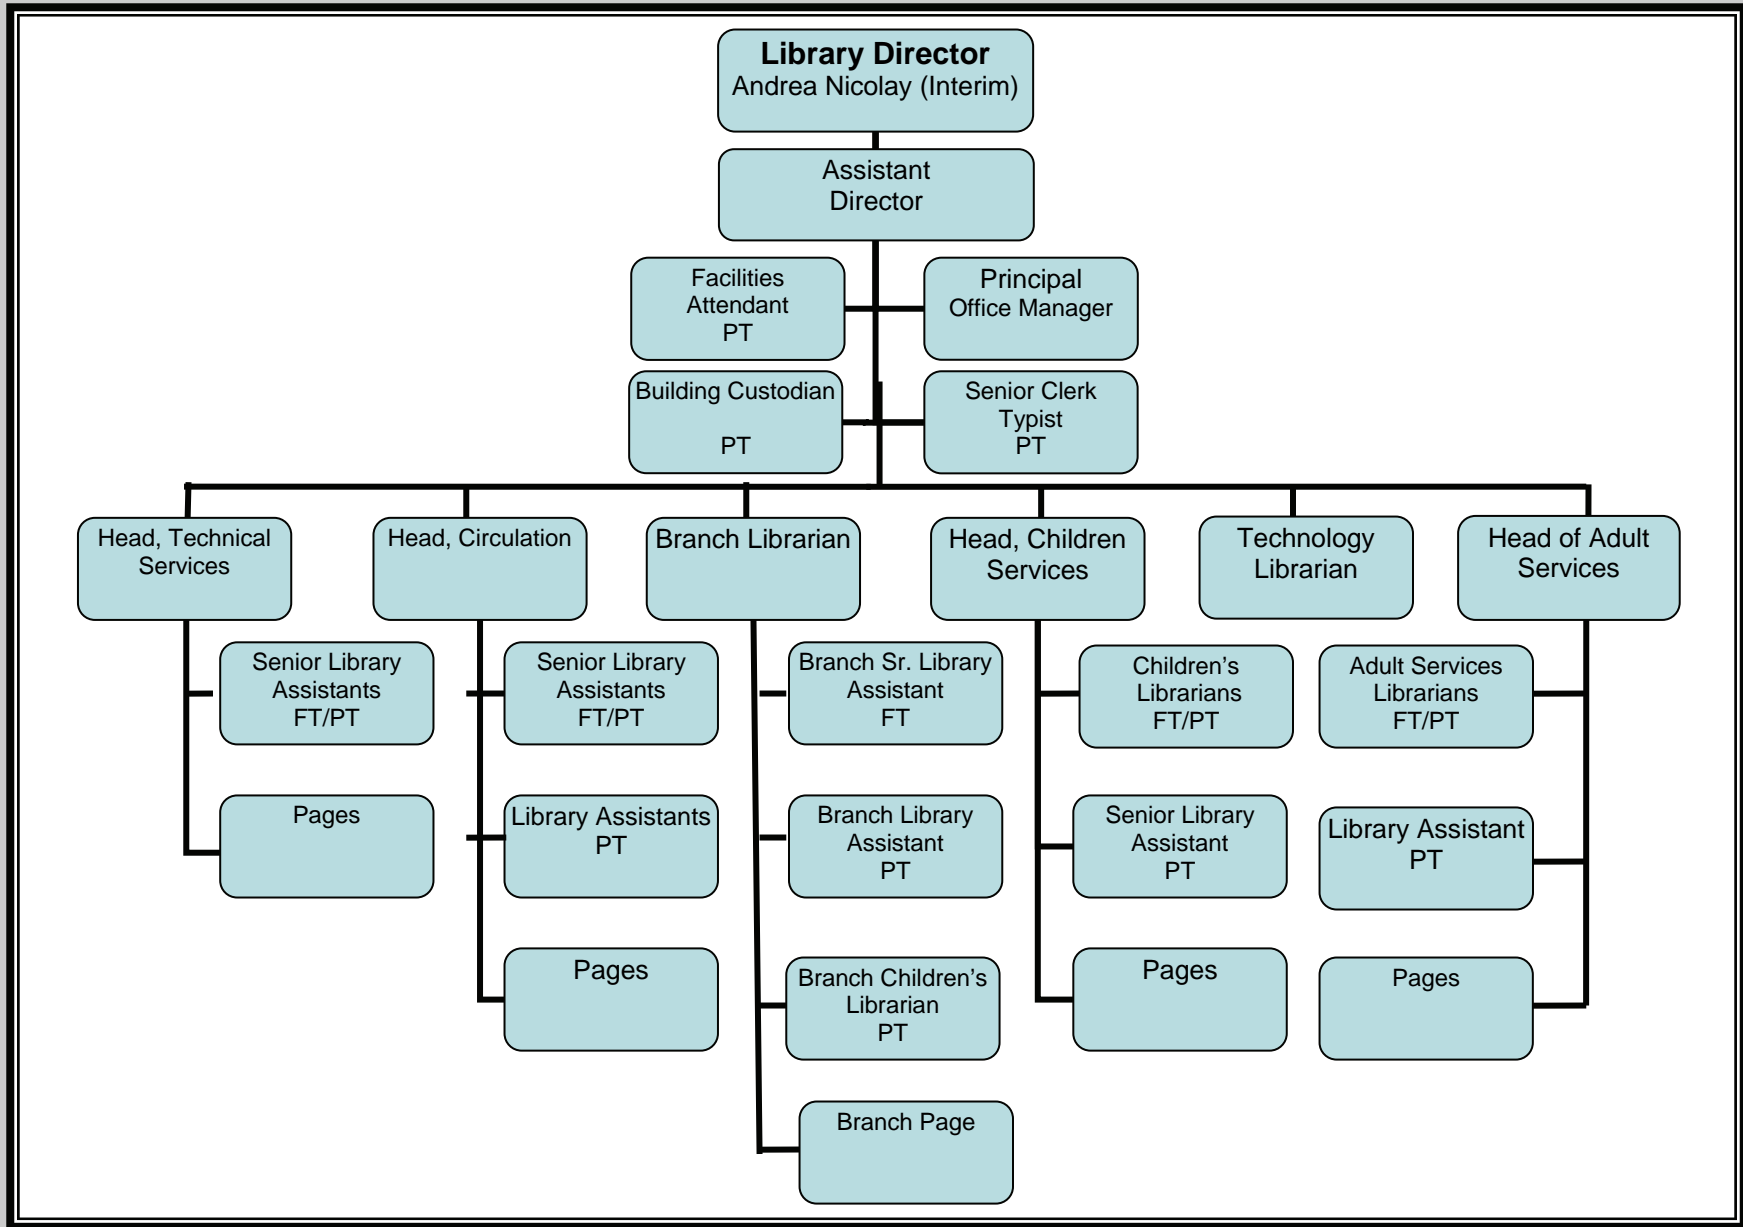 Library Director
Andrea Nicolay (Interim)
Assistant
Director
Facilities
Attendant
PT
Principal
Office Manager
Building Custodian
PT
Senior Clerk
Typist
PT
Head, Technical
Services
Head, Circulation
Branch Librarian
Head, Children
Services
Technology
Librarian
Head of Adult
Services
Senior Library
Assistants
FT/PT
Senior Library
Assistants
FT/PT
Branch Sr. Library
Assistant
FT
Children’s
Librarians
FT/PT
Adult Services
Librarians
FT/PT
Pages
Library Assistants
PT
Branch Library
Assistant
PT
Senior Library
Assistant
PT
Library Assistant
PT
Pages
Branch Children’s
Librarian
PT
Pages
Pages
Branch Page